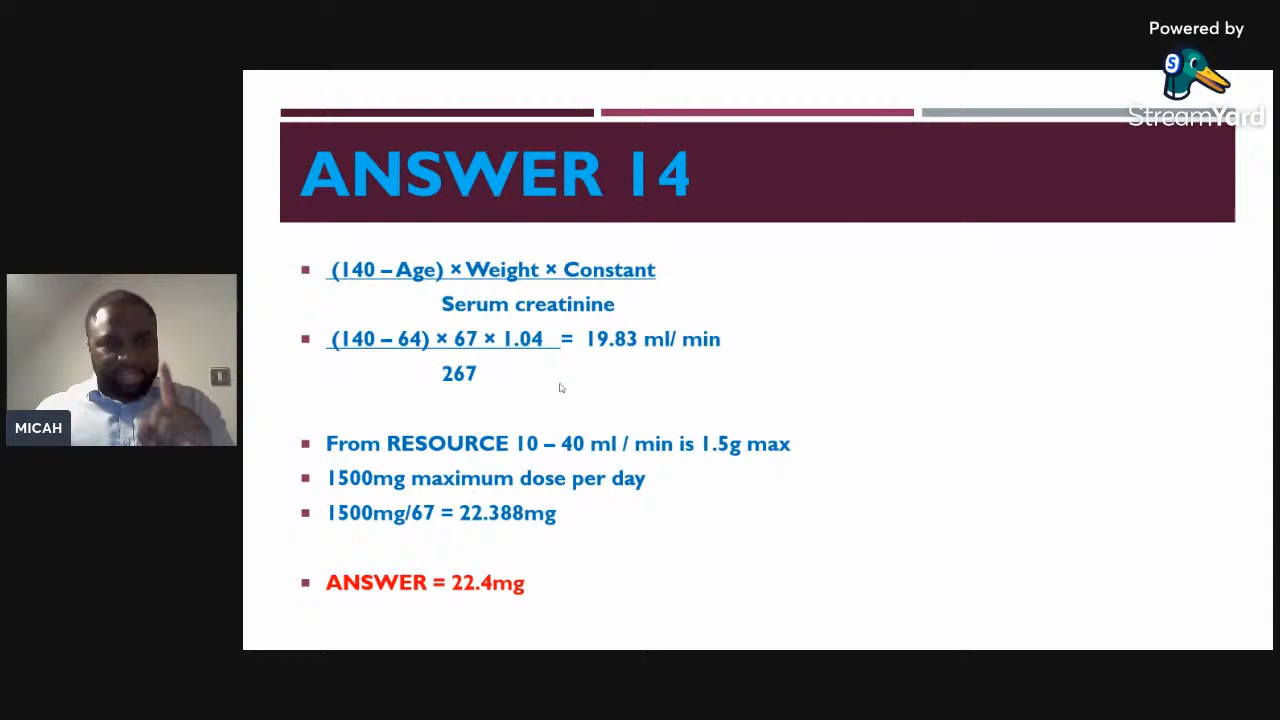 Powered by
StreamYard
ANSWER 14
(140 – Age) × Weight × Constant
Serum creatinine
(140 – 64) × 67 × 1.04 = 19.83 ml/ min
267
MICAH
From RESOURCE 10 – 40 ml / min is 1.5g max
1500mg maximum dose per day
1500mg/67 = 22.388mg
ANSWER = 22.4mg